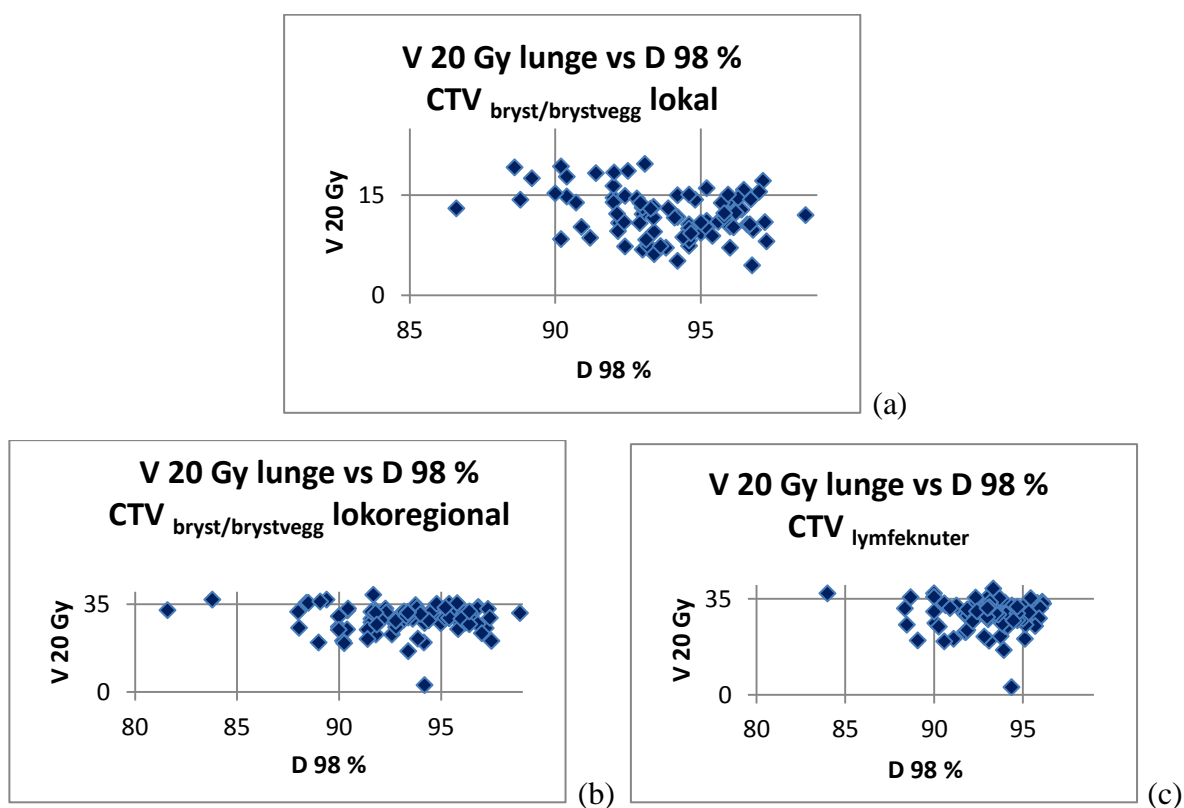 V 20 Gy lunge vs D 98 %
CTV bryst/brystvegg lokal
V 20 Gy
15
0
85 90 95
D 98 %
(a)
V 20 Gy lunge vs D 98 %
CTV bryst/brystvegg lokoregional
V 20 Gy
35
0
80 85 90 95
D 98 %
(b)
V 20 Gy lunge vs D 98 %
CTV lymfeknuter
V 20 Gy
35
0
80 85 90 95
D 98 %
(c)